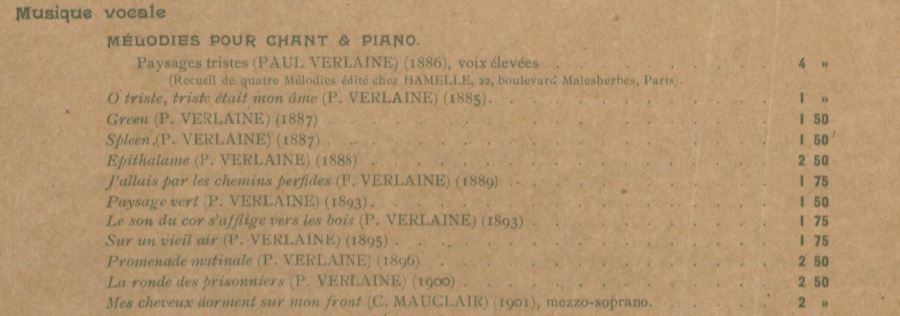 Musique vocale
MÉLODIES POUR CHANT & PIANO.
Paysages tristes (PAUL VERLAINE) (1886), voix élevées 4 »
(Recueil de quatre Mélodies édité chez HAMELLE, 22, boulevard Malesherbes, Paris).
O triste, triste était mon âme (P. VERLAINE) (1885). 1 »
Green (P. VERLAINE) (1887) 1 50
Spleen (P. VERLAINE) (1887) 1 50
Epithalame (P. VERLAINE) (1888) 2 50
J'allais par les chemins perfides (P. VERLAINE) (1889) 1 75
Paysage vert (P. VERLAINE) (1893). 1 50
Le son du cor s'afflige vers les bois (P. VERLAINE) (1893) 1 75
Sur un vieil air (P. VERLAINE) (1895) 1 75
Promenade matinale (P. VERLAINE) (1896) 2 50
La ronde des prisonniers (P. VERLAINE) (1900) 2 50
Mes cheveux dorment sur mon front (C. MAUCLAIR) (1901), mezzo-soprano. 2 »